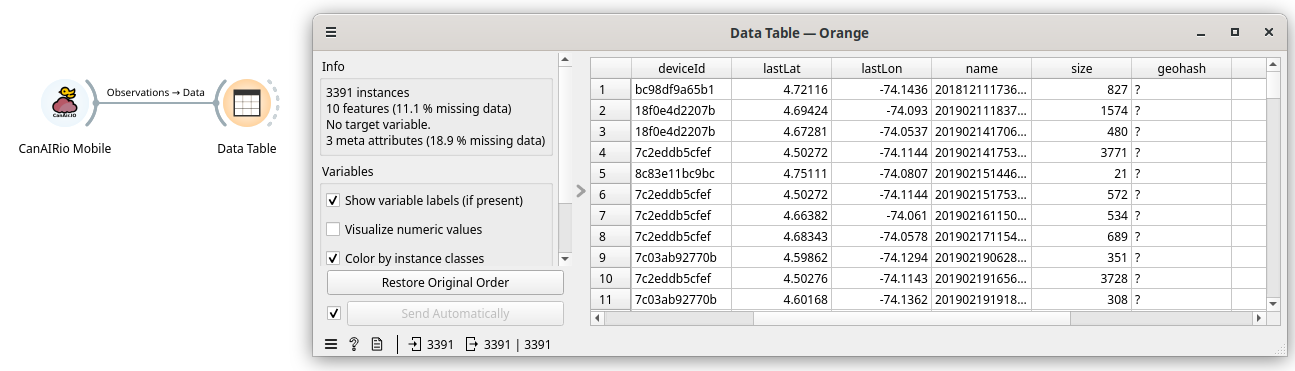 CanAirIO
CanAIRio Mobile
Observations → Data
Data Table
Data Table — Orange
Info
3391 instances
10 features (11.1 % missing data)
No target variable.
3 meta attributes (18.9 % missing data)
Variables
Show variable labels (if present)
Visualize numeric values
Color by instance classes
Restore Original Order
Send Automatically
3391
3391 | 3391
deviceId lastLat lastLon name size geohash
1 bc98df9a65b1 4.72116 -74.1436 201812111736... 827 ?
2 18f0e4d2207b 4.69424 -74.093 201902111837... 1574 ?
3 18f0e4d2207b 4.67281 -74.0537 201902141706... 480 ?
4 7c2eddb5cfef 4.50272 -74.1144 201902141753... 3771 ?
5 8c83e11bc9bc 4.75111 -74.0807 201902151446... 21 ?
6 7c2eddb5cfef 4.50272 -74.1144 201902151753... 572 ?
7 7c2eddb5cfef 4.66382 -74.061 201902161150... 534 ?
8 7c2eddb5cfef 4.68343 -74.0578 201902171154... 689 ?
9 7c03ab92770b 4.59862 -74.1294 201902190628... 351 ?
10 7c2eddb5cfef 4.50276 -74.1143 201902191656... 3728 ?
11 7c03ab92770b 4.60168 -74.1362 201902191918... 308 ?